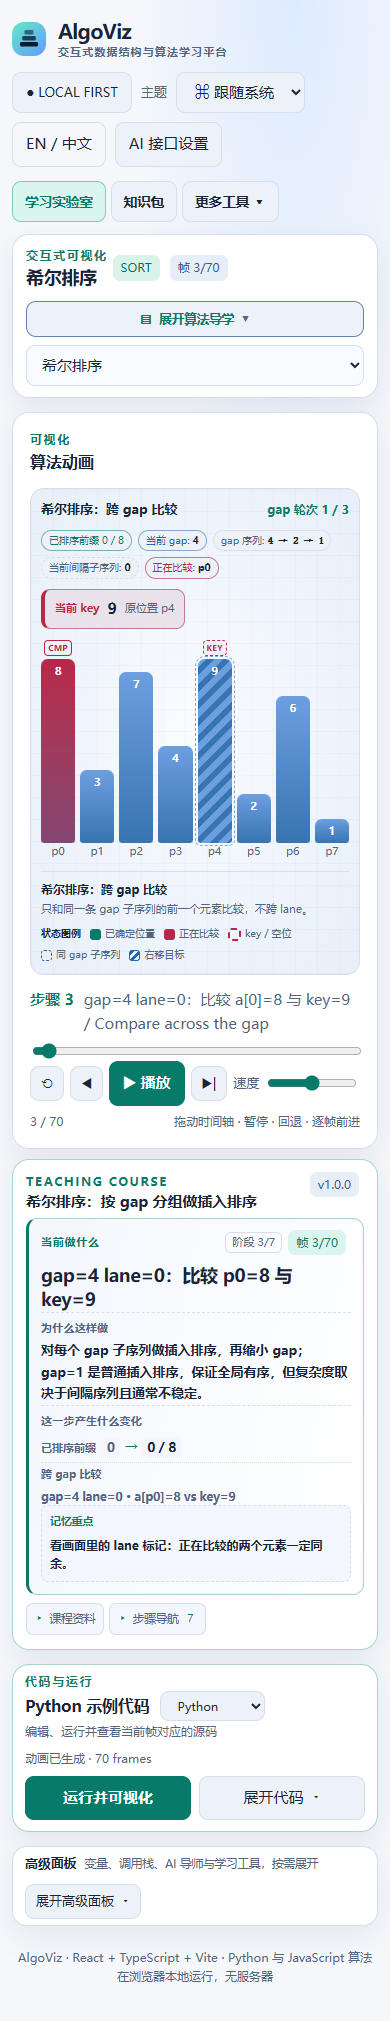 AlgoViz
交互式数据结构与算法学习平台
● LOCAL FIRST 主题 ⌘ 跟随系统
EN / 中文 AI 接口设置
学习实验室 知识包 更多工具 ▾
交互式可视化
希尔排序 SORT 帧 3/70
▤ 展开算法导学 ▼
希尔排序
可视化
算法动画
希尔排序：跨 gap 比较 gap 轮次 1 / 3
已排序前缀 0 / 8 当前 gap: 4 gap 序列: 4 → 2 → 1
当前间隔子序列: 0 正在比较: p0
当前 key 9 原位置 p4
CMP KEY
8 3 7 4 9 2 6 1
p0 p1 p2 p3 p4 p5 p6 p7
希尔排序：跨 gap 比较
只和同一条 gap 子序列的前一个元素比较，不跨 lane。
状态图例 已确定位置 正在比较 key / 空位
同 gap 子序列 右移目标
步骤 3 gap=4 lane=0：比较 a[0]=8 与 key=9
/ Compare across the gap
⟲ ◀ ▶ 播放 ▶| 速度
3 / 70 拖动时间轴 · 暂停 · 回退 · 逐帧前进
TEACHING COURSE v1.0.0
希尔排序：按 gap 分组做插入排序
当前做什么 阶段 3/7 帧 3/70
gap=4 lane=0：比较 p0=8 与
key=9
为什么这样做
对每个 gap 子序列做插入排序，再缩小 gap；
gap=1 是普通插入排序，保证全局有序，但复杂度取
决于间隔序列且通常不稳定。
这一步产生什么变化
已排序前缀 0 → 0 / 8
跨 gap 比较
gap=4 lane=0 • a[p0]=8 vs key=9
记忆重点
看画面里的 lane 标记：正在比较的两个元素一定同
余。
‣ 课程资料 ‣ 步骤导航 7
代码与运行
Python 示例代码 Python
编辑、运行并查看当前帧对应的源码
动画已生成 · 70 frames
运行并可视化 展开代码
高级面板 变量、调用栈、AI 导师与学习工具，按需展开
展开高级面板
AlgoViz · React + TypeScript + Vite · Python 与 JavaScript 算法
在浏览器本地运行，无服务器